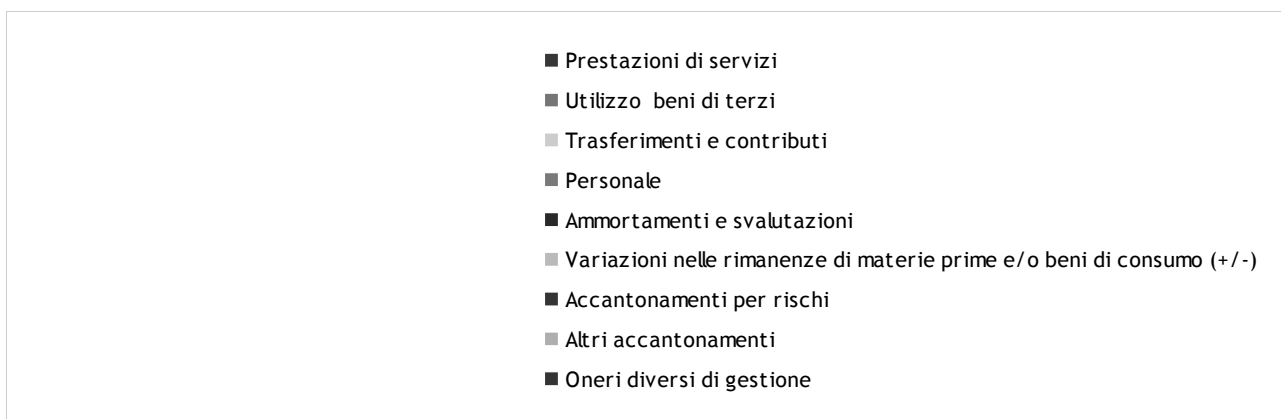 Prestazioni di servizi
Utilizzo beni di terzi
Trasferimenti e contributi
Personale
Ammortamenti e svalutazioni
Variazioni nelle rimanenze di materie prime e/o beni di consumo (+/-)
Accantonamenti per rischi
Altri accantonamenti
Oneri diversi di gestione